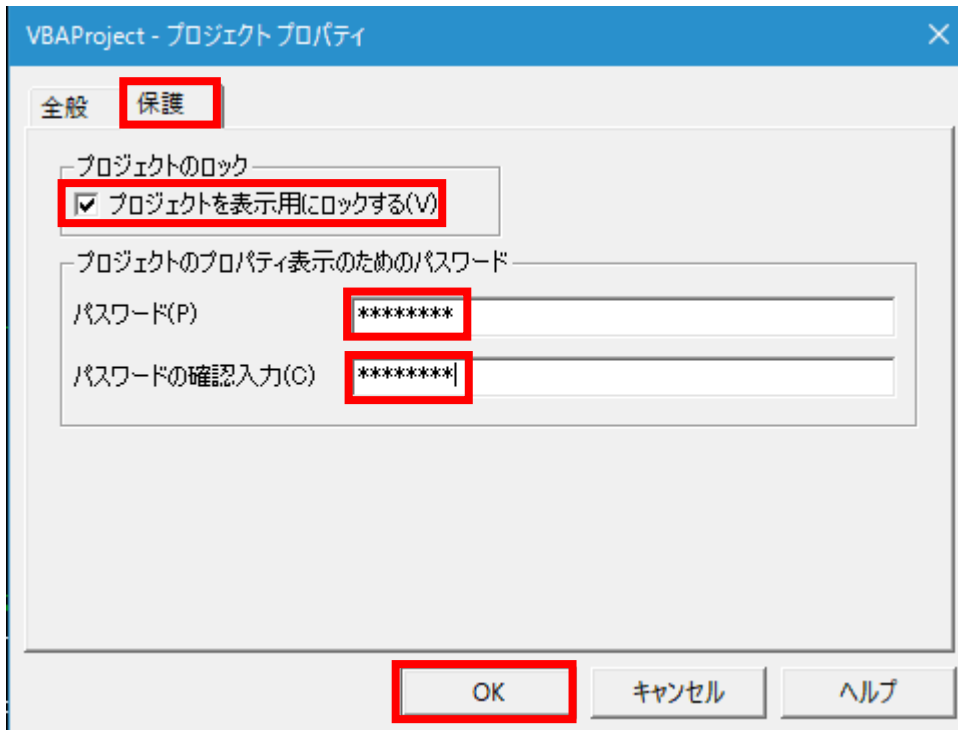 VBAProject - プロジェクト プロパティ
全般 保護
プロジェクトのロック
プロジェクトを表示用にロックする(V)
プロジェクトのプロパティ表示のためのパスワード
パスワード(P) ********
パスワードの確認入力(C) ********
OK キャンセル ヘルプ